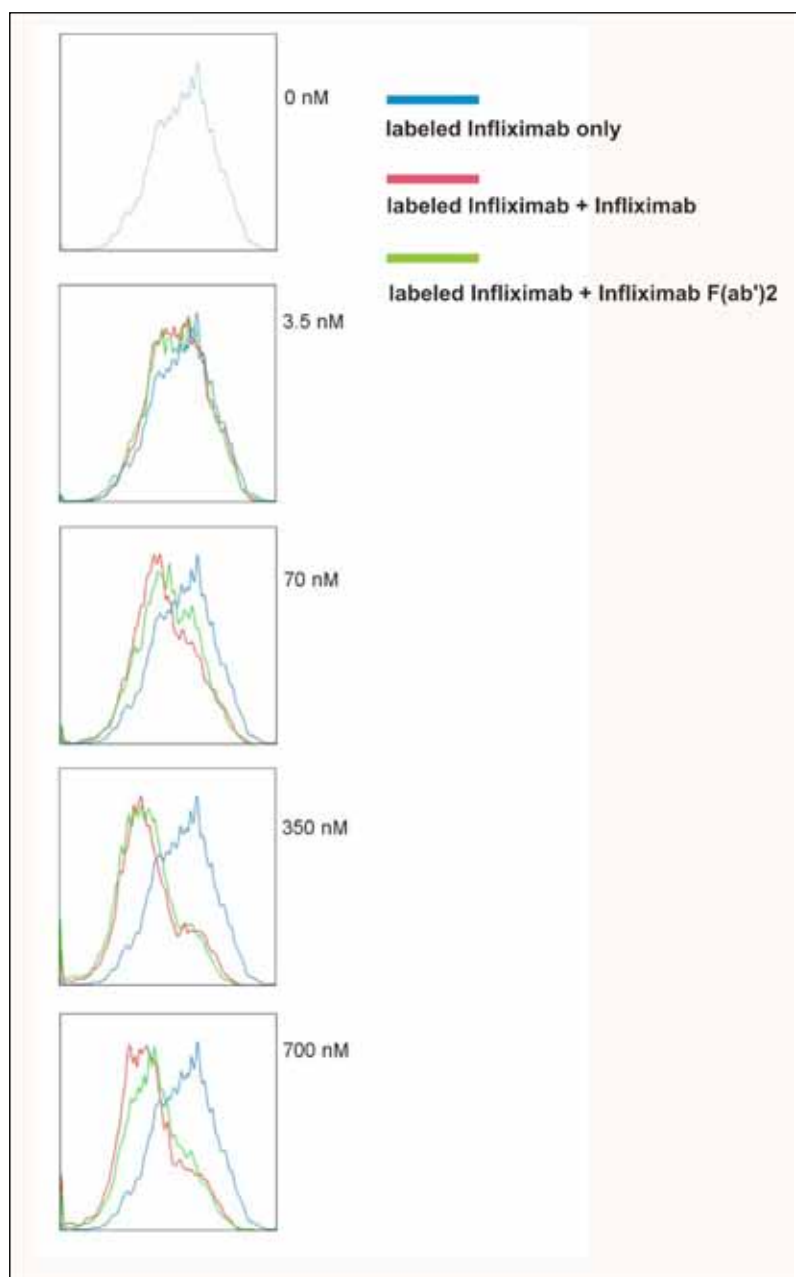 0 nM
labeled Infliximab only
labeled Infliximab + Infliximab
labeled Infliximab + Infliximab F(ab')2
3.5 nM
70 nM
350 nM
700 nM